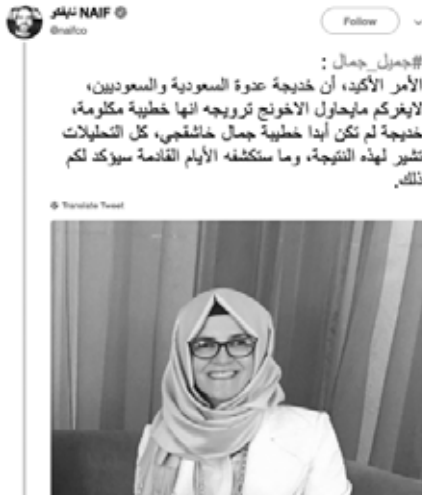 نايفكو NAIF
@naifco
Follow
#جميل_جمال :
الأمر الأكيد، أن خديجة عدوة السعودية والسعوديين،
لايغركم مايحاول الاخونج ترويجه انها خطيبة مكلومة،
خديجة لم تكن أبدا خطيبة جمال خاشقجي، كل التحليلات
تشير لهذه النتيجة، وما ستكشفه الأيام القادمة سيؤكد لكم
ذلك.
Translate Tweet